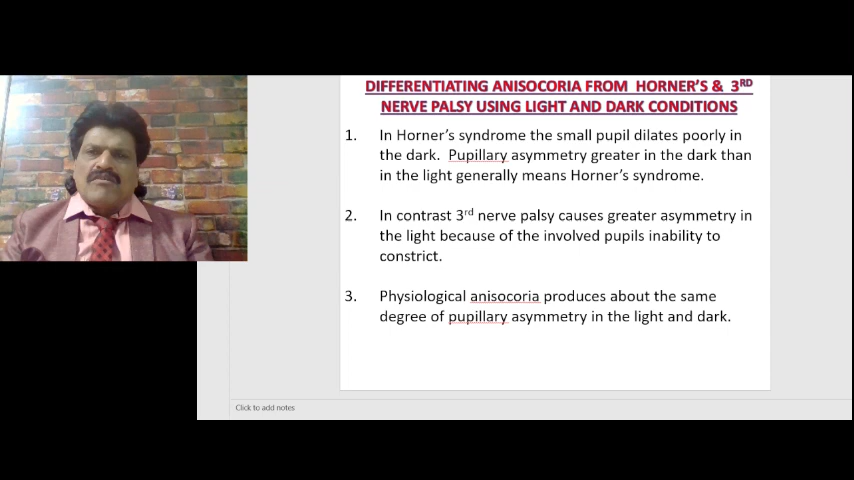 DIFFERENTIATING ANISOCORIA FROM HORNER'S & 3RD
NERVE PALSY USING LIGHT AND DARK CONDITIONS
1. In Horner's syndrome the small pupil dilates poorly in
the dark. Pupillary asymmetry greater in the dark than
in the light generally means Horner's syndrome.
2. In contrast 3rd nerve palsy causes greater asymmetry in
the light because of the involved pupils inability to
constrict.
3. Physiological anisocoria produces about the same
degree of pupillary asymmetry in the light and dark.
Click to add notes